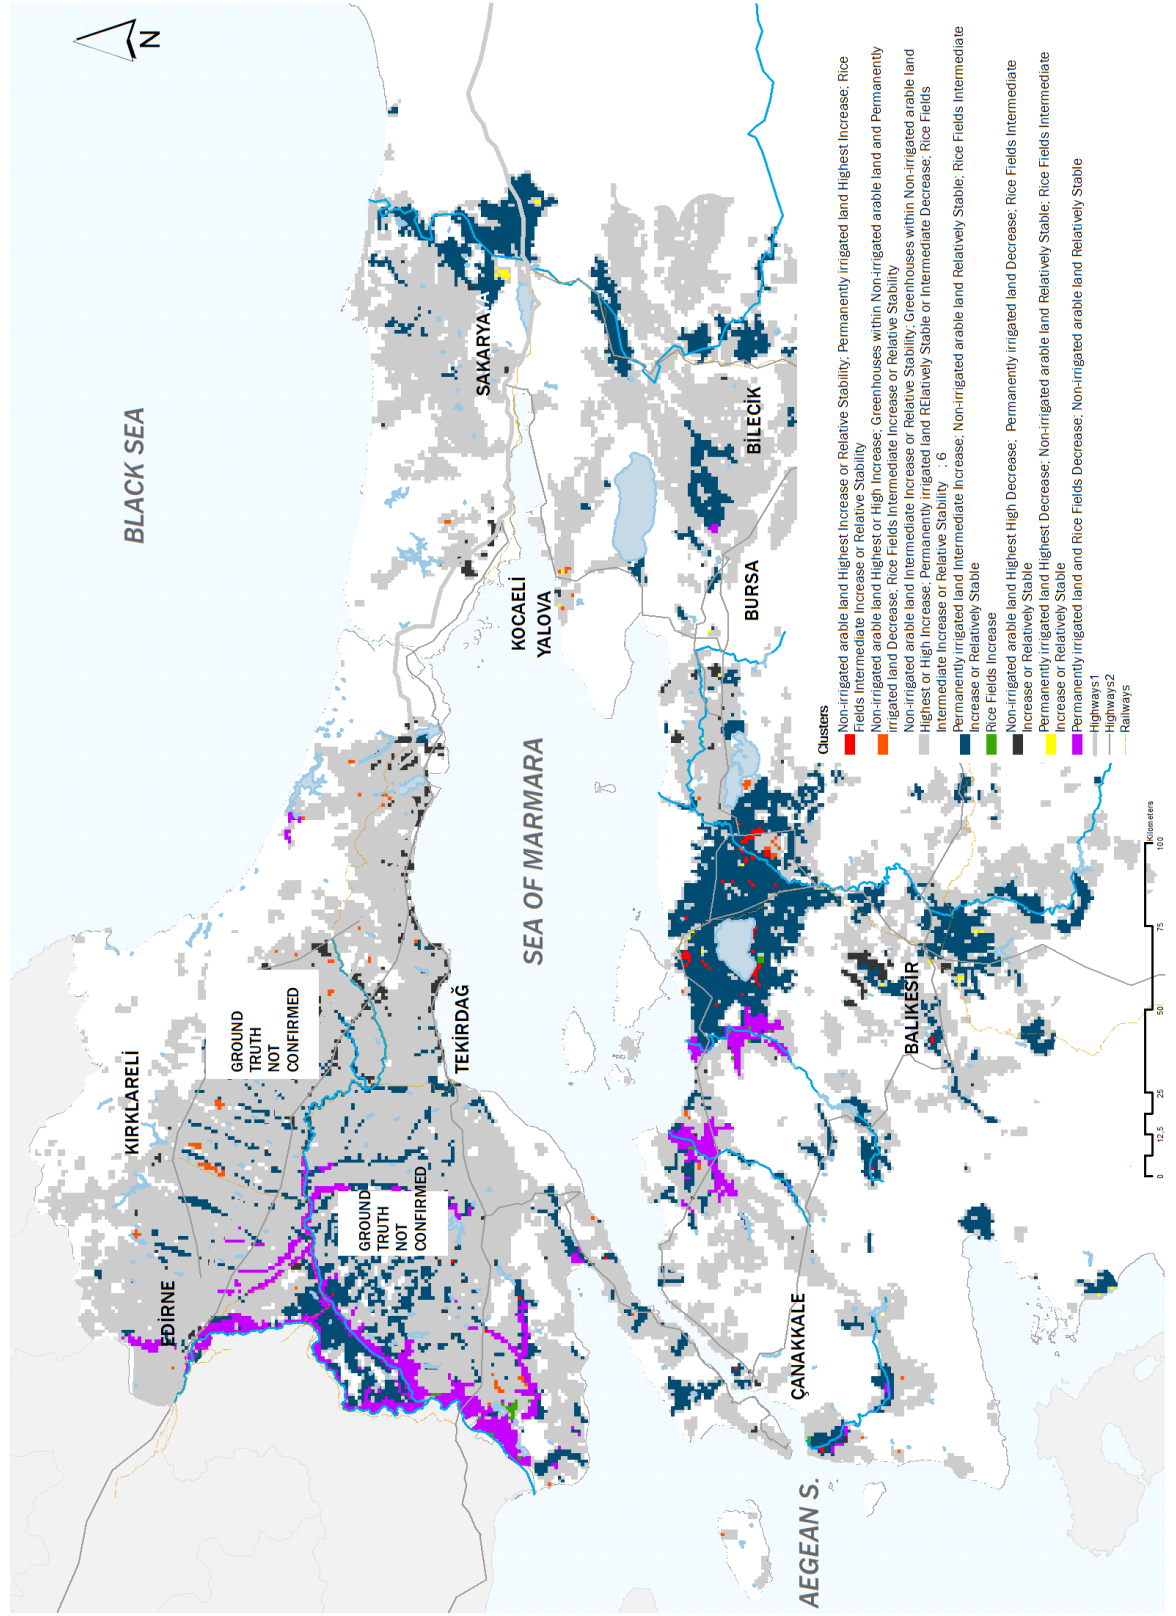 N
BLACK SEA
KIRKLARELİ
EDİRNE
GROUND
TRUTH
NOT
CONFIRMED
GROUND
TRUTH
NOT
CONFIRMED
TEKİRDAĞ
SAKARYA
KOCAELİ
YALOVA
SEA OF MARMARA
BİLECİK
BURSA
BALIKESİR
ÇANAKKALE
AEGEAN S.
Clusters
Non-irrigated arable land Highest Increase or Relative Stability; Permanently irrigated land Highest Increase; Rice
Fields Intermediate Increase or Relative Stability
Non-irrigated arable land Highest or High Increase; Greenhouses within Non-irrigated arable land and Permanently
irrigated land Decrease; Rice Fields Intermediate Increase or Relative Stability
Non-irrigated arable land Intermediate Increase or Relative Stability; Greenhouses within Non-irrigated arable land
Highest or High Increase; Permanently irrigated land RElatively Stable or Intermediate Decrease; Rice Fields
Intermediate Increase or Relative Stability ; 6
Permanently irrigated land Intermediate Increase; Non-irrigated arable land Relatively Stable; Rice Fields Intermediate
Increase or Relatively Stable
Rice Fields Increase
Non-irrigated arable land Highest High Decrease; Permanently irrigated land Decrease; Rice Fields Intermediate
Increase or Relatively Stable
Permanently irrigated land Highest Decrease; Non-irrigated arable land Relatively Stable; Rice Fields Intermediate
Increase or Relatively Stable
Permanently irrigated land and Rice Fields Decrease; Non-irrigated arable land Relatively Stable
Highways1
Highways2
Railways
0 12,5 25 50 75 100
Kilometers